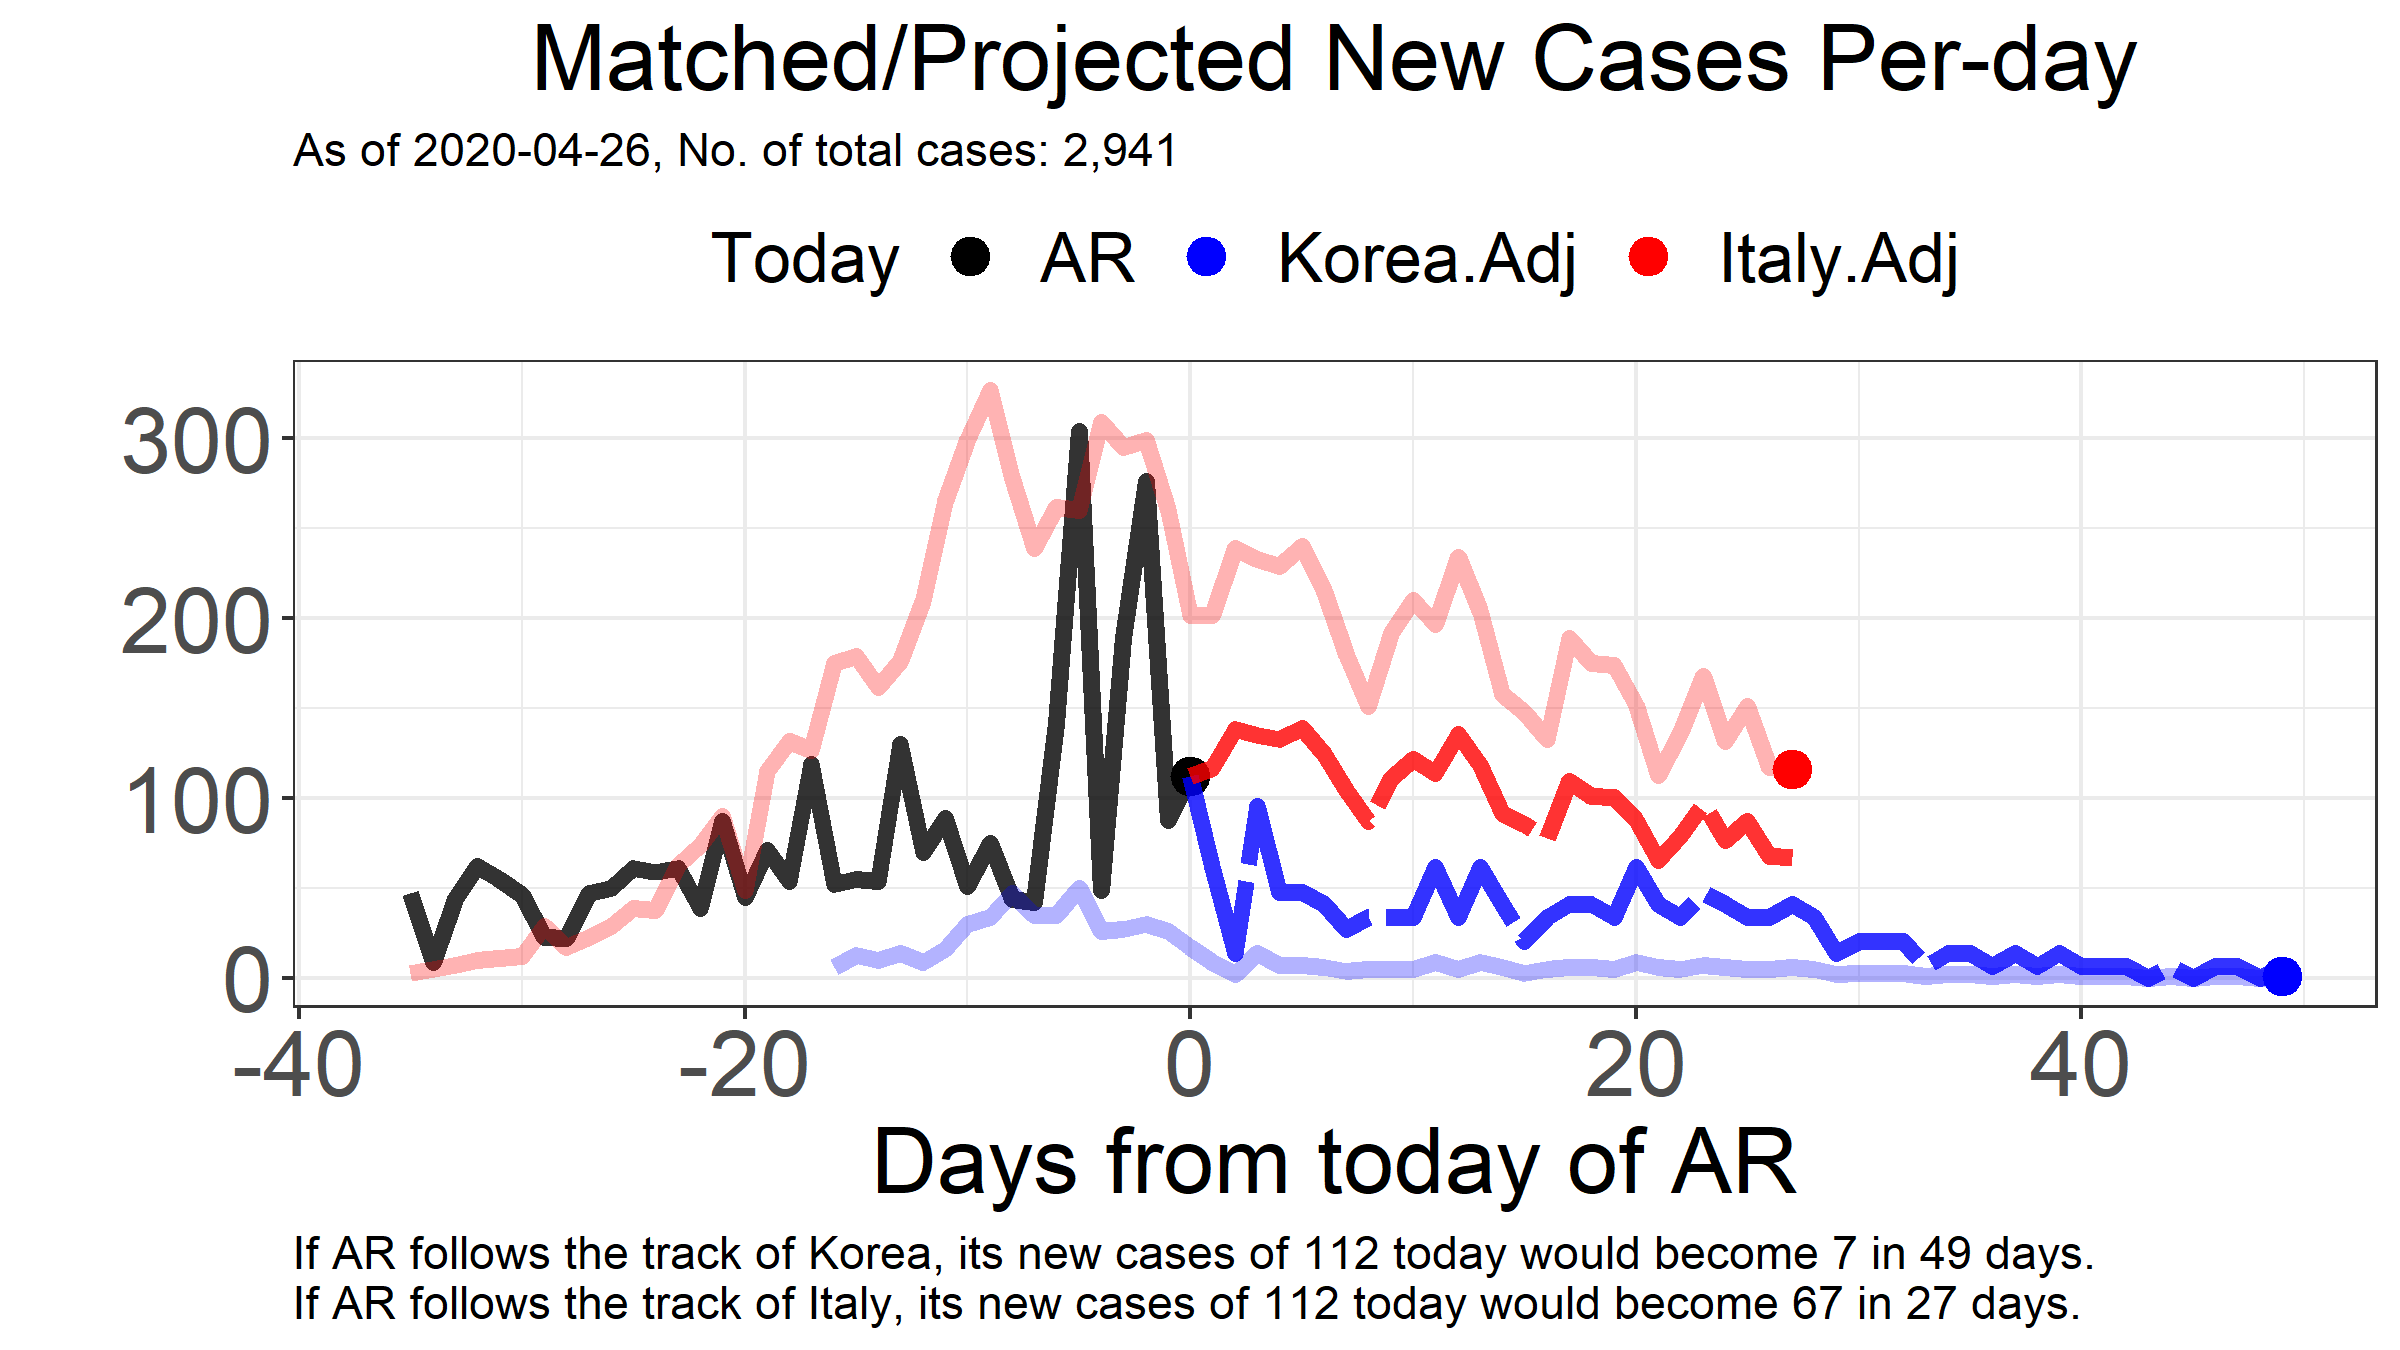 Matched/Projected New Cases Per-day
As of 2020-04-26, No. of total cases: 2,941
Today AR Korea.Adj Italy.Adj
300
200
100
0
-40 -20 0 20 40
Days from today of AR
If AR follows the track of Korea, its new cases of 112 today would become 7 in 49 days.
If AR follows the track of Italy, its new cases of 112 today would become 67 in 27 days.